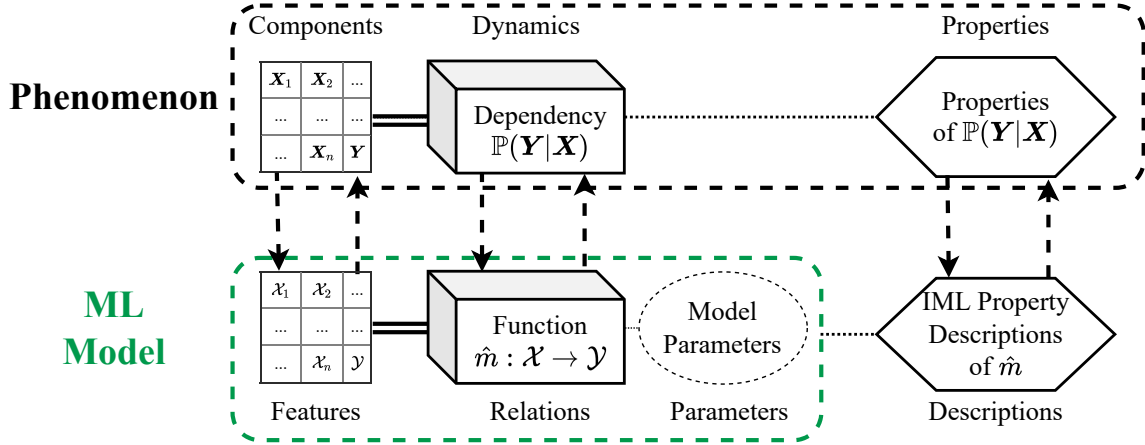 Components Dynamics Properties
Phenomenon
X₁ X₂ ...
... ... ...
... Xₙ Y
Dependency
ℙ(Y|X)
Properties
of ℙ(Y|X)
ML
Model
𝒳₁ 𝒳₂ ...
... ... ...
... 𝒳ₙ 𝒴
Function
m̂ : 𝒳 → 𝒴
Model
Parameters
IML Property
Descriptions
of m̂
Features Relations Parameters Descriptions